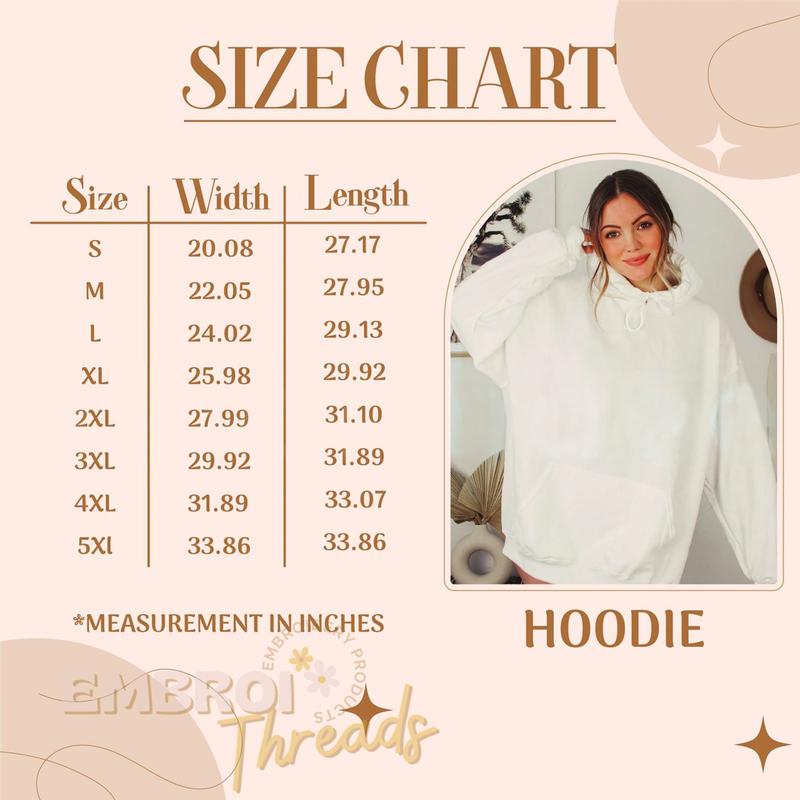 SIZE CHART
Size Width Length
S 20.08 27.17
M 22.05 27.95
L 24.02 29.13
XL 25.98 29.92
2XL 27.99 31.10
3XL 29.92 31.89
4XL 31.89 33.07
5Xl 33.86 33.86
*MEASUREMENT IN INCHES
HOODIE
EMBROIDERY PRODUCTS
EMBROI
Threads